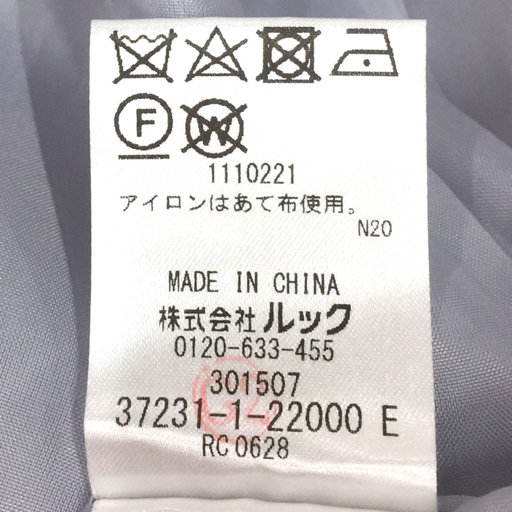 F W
1110221
アイロンはあて布使用。
N20
MADE IN CHINA
株式会社ルック
0120-633-455
301507
37231-1-22000 E
RC0628